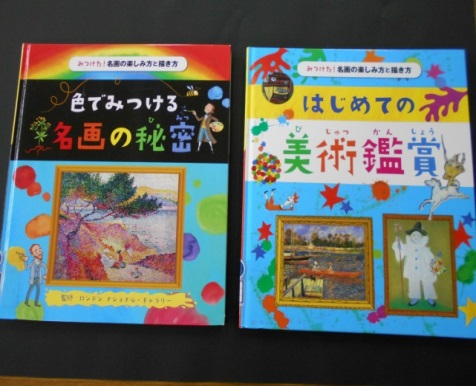 みつけた!名画の楽しみ方と描き方
色でみつける
名画の秘密
ひみつ
監修 ロンドン ナショナル・ギャラリー
みつけた!名画の楽しみ方と描き方
はじめての
び じゅつ かん しょう
美術鑑賞